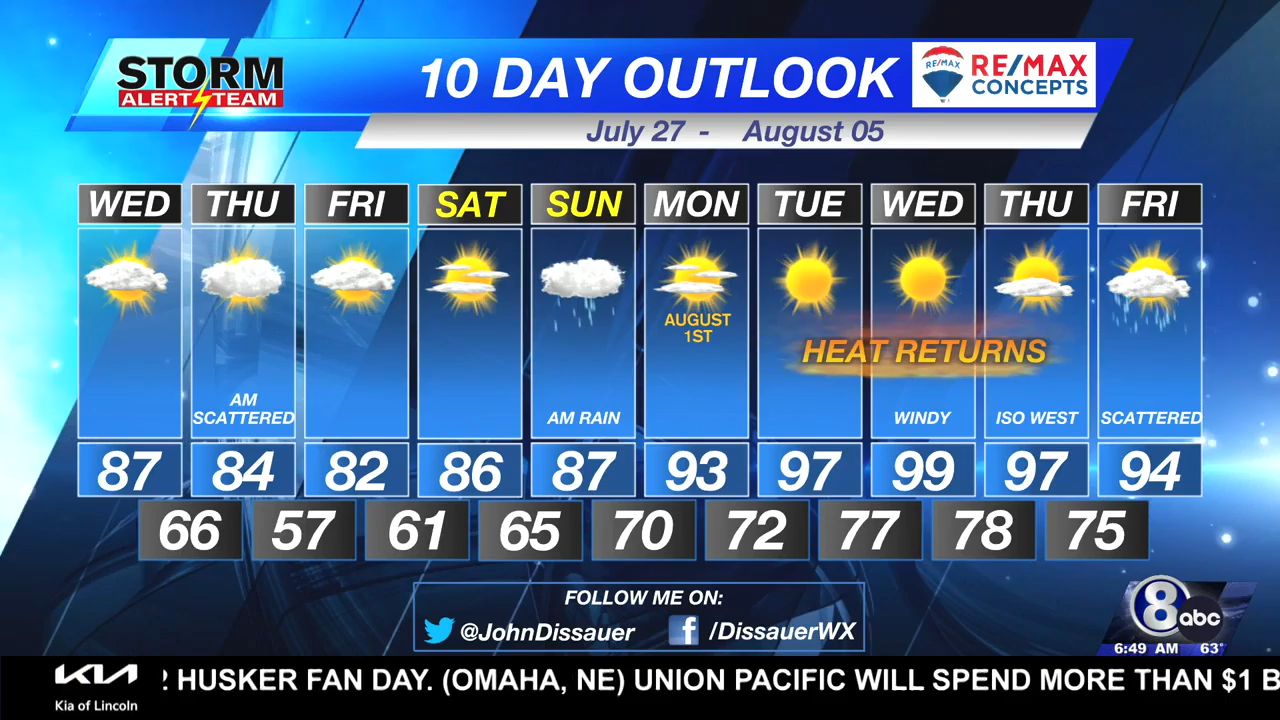 STORM
ALERT TEAM
10 DAY OUTLOOK
RE/MAX
RE/MAX
CONCEPTS
July 27 - August 05
WED THU FRI SAT SUN MON TUE WED THU FRI
AUGUST
1ST
HEAT RETURNS
AM
SCATTERED
AM RAIN
WINDY
ISO WEST
SCATTERED
87 84 82 86 87 93 97 99 97 94
66 57 61 65 70 72 77 78 75
FOLLOW ME ON:
@JohnDissauer
f /DissauerWX
8 abc
6:49 AM 63°
KIA
Kia of Lincoln
HUSKER FAN DAY. (OMAHA, NE) UNION PACIFIC WILL SPEND MORE THAN $1 B